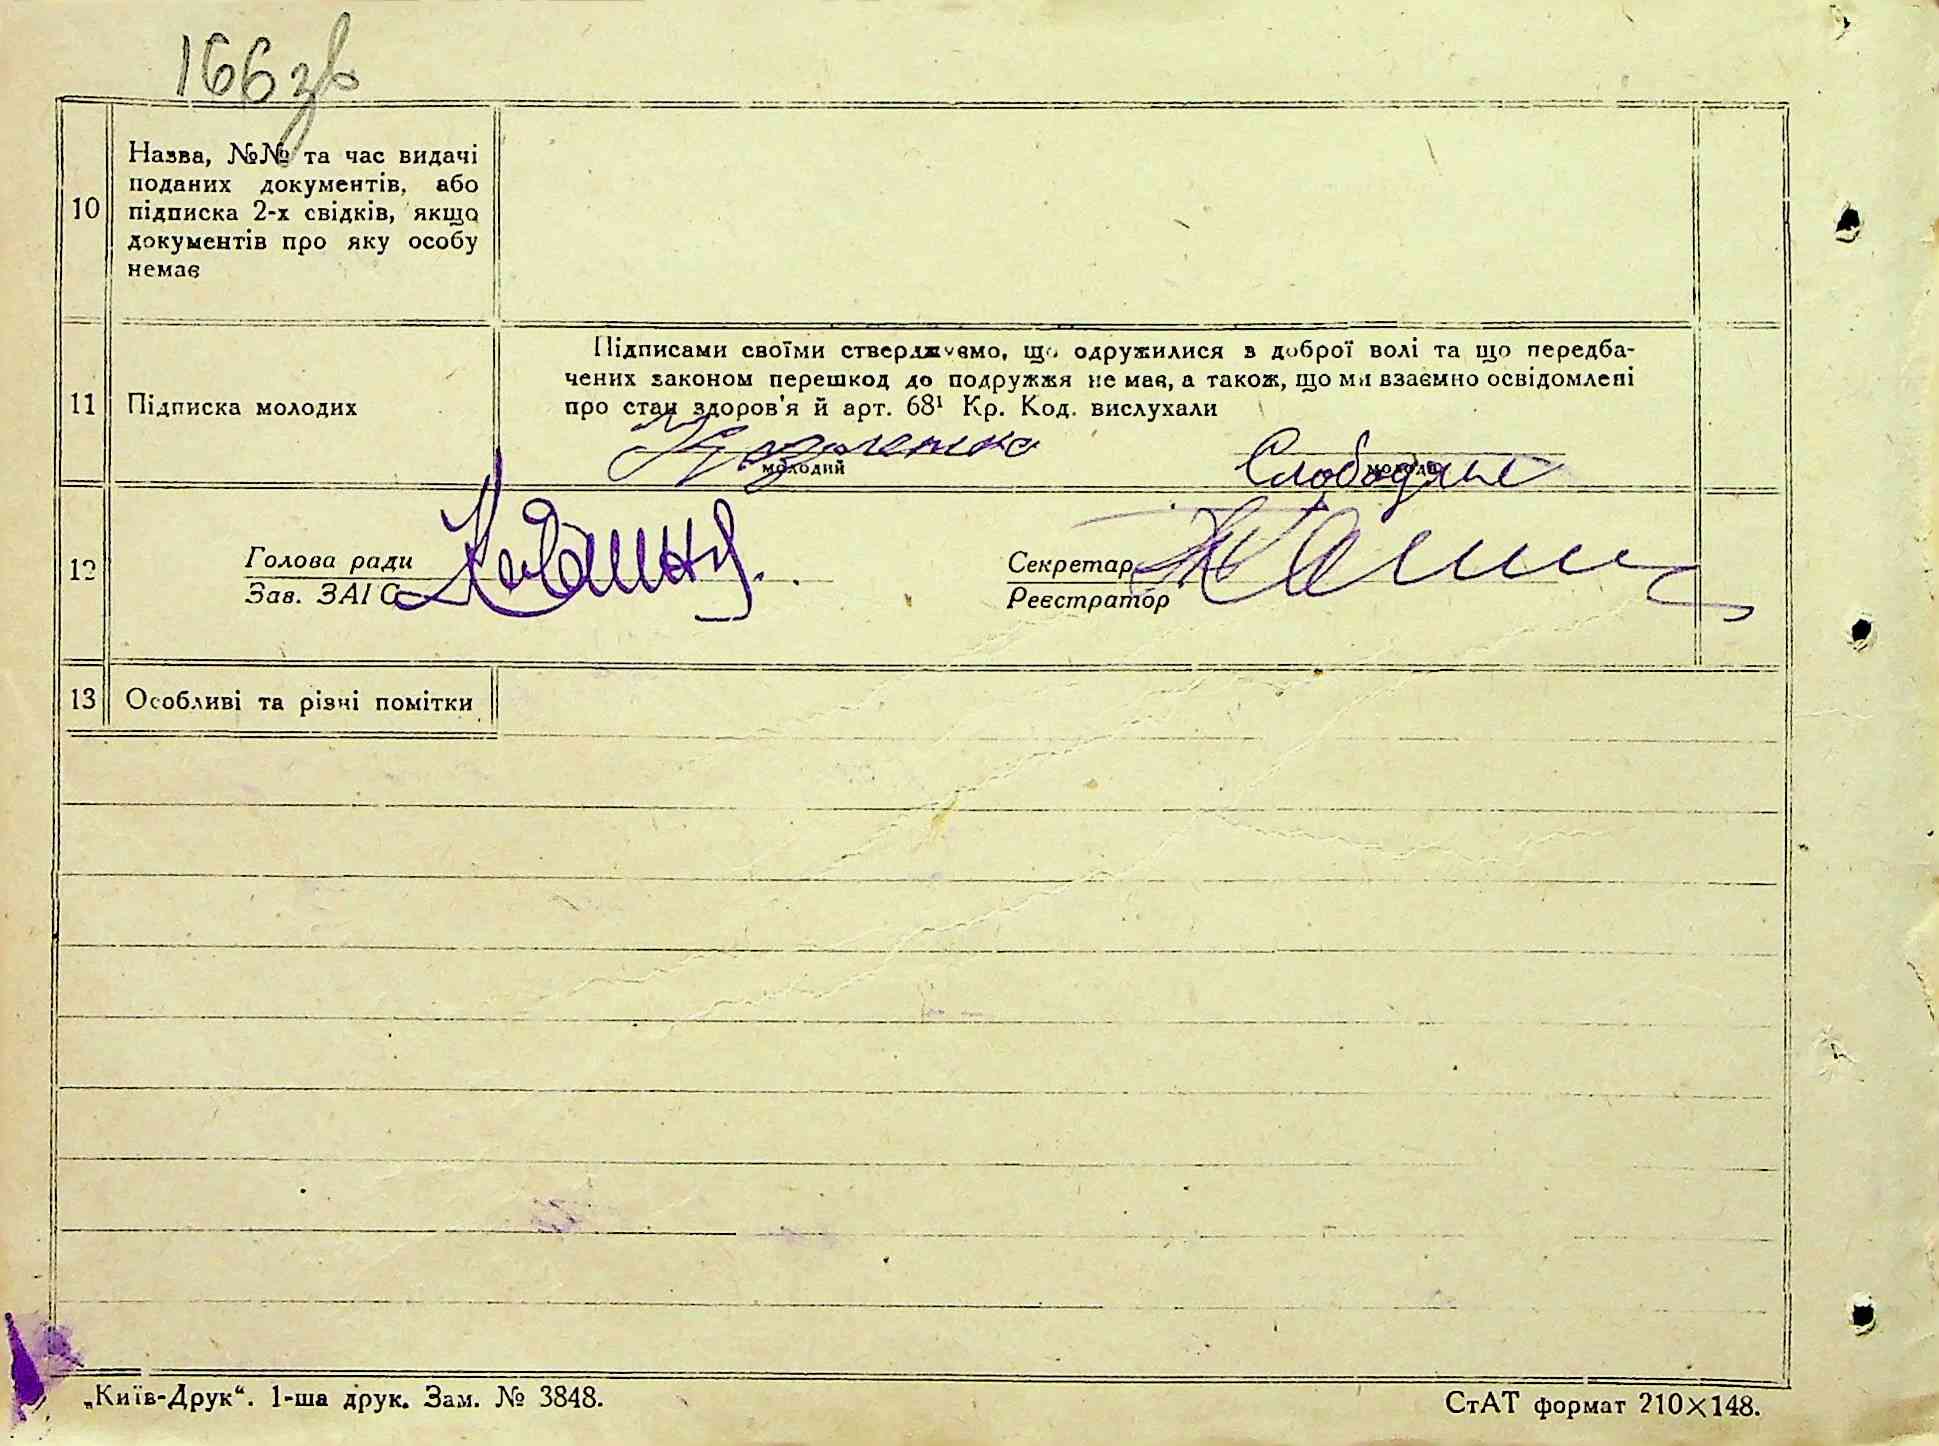 166 зв
10
Назва, №№ та час видачі
поданих документів, або
підписка 2-х свідків, якщо
документів про яку особу
немає
11
Підписка молодих
Підписами своїми стверджуємо, що одружилися з доброї волі та що передба-
чених законом перешкод до подружжя не має, а також, що ми взаємно освідомлені
про стан здоров'я й арт. 68¹ Кр. Код. вислухали
молодий
молода
12
Голова ради
Зав. ЗАГС
Секретар
Реєстратор
13
Особливі та різні помітки
„Київ-Друк“. 1-ша друк. Зам. № 3848.
СтАТ формат 210×148.